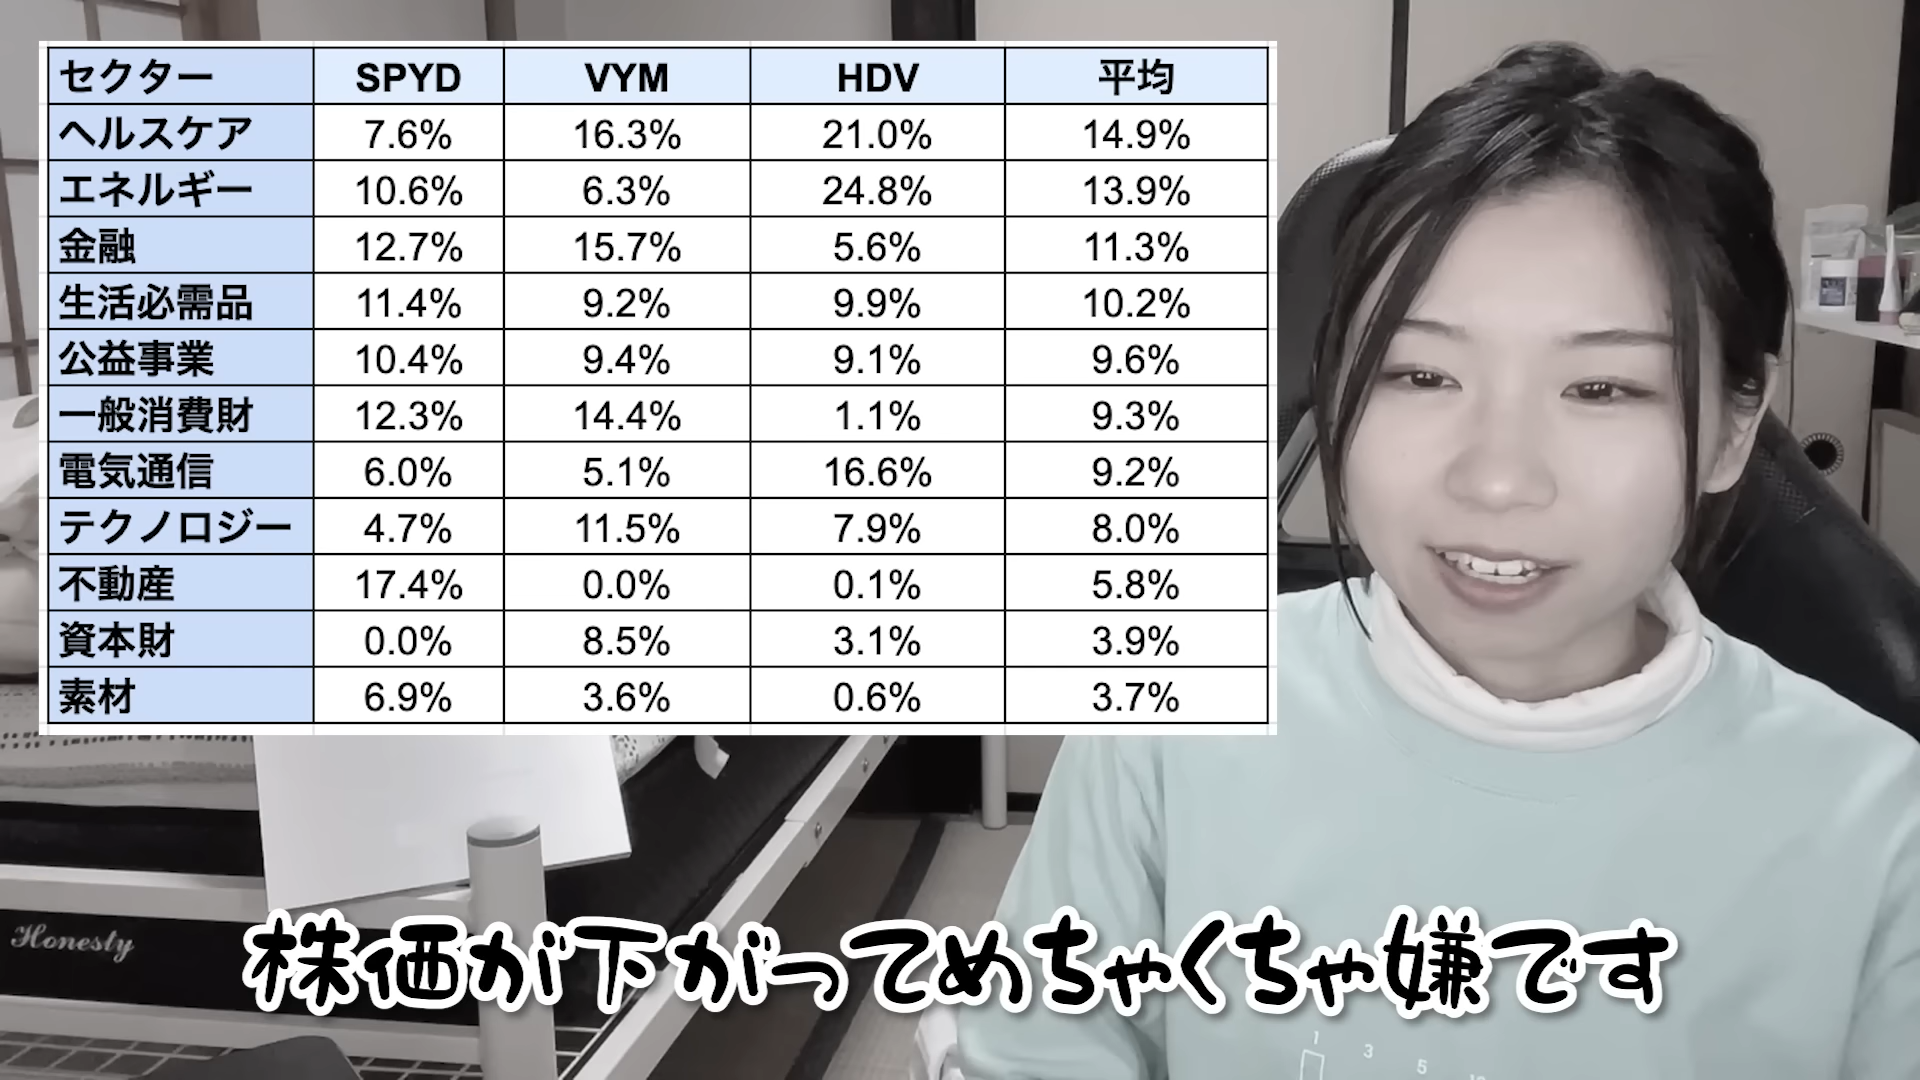 セクター SPYD VYM HDV 平均
ヘルスケア 7.6% 16.3% 21.0% 14.9%
エネルギー 10.6% 6.3% 24.8% 13.9%
金融 12.7% 15.7% 5.6% 11.3%
生活必需品 11.4% 9.2% 9.9% 10.2%
公益事業 10.4% 9.4% 9.1% 9.6%
一般消費財 12.3% 14.4% 1.1% 9.3%
電気通信 6.0% 5.1% 16.6% 9.2%
テクノロジー 4.7% 11.5% 7.9% 8.0%
不動産 17.4% 0.0% 0.1% 5.8%
資本財 0.0% 8.5% 3.1% 3.9%
素材 6.9% 3.6% 0.6% 3.7%
Honesty
株価が下がってめちゃくちゃ嫌です
1 3 5